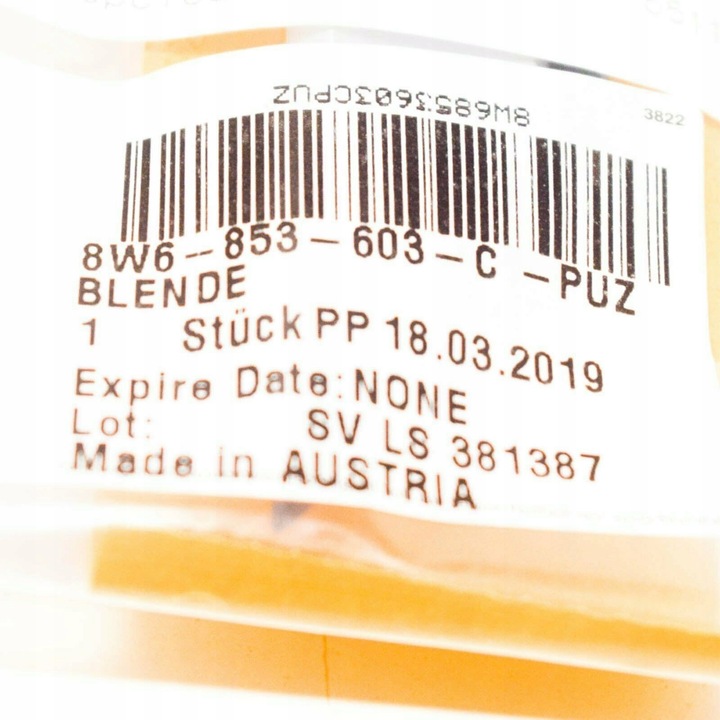 8W6853603CPUZ
3822
8W6-853-603-C -PUZ
BLENDE
1 Stück PP 18.03.2019
Expire Date:NONE
Lot: SV LS 381387
Made in AUSTRIA